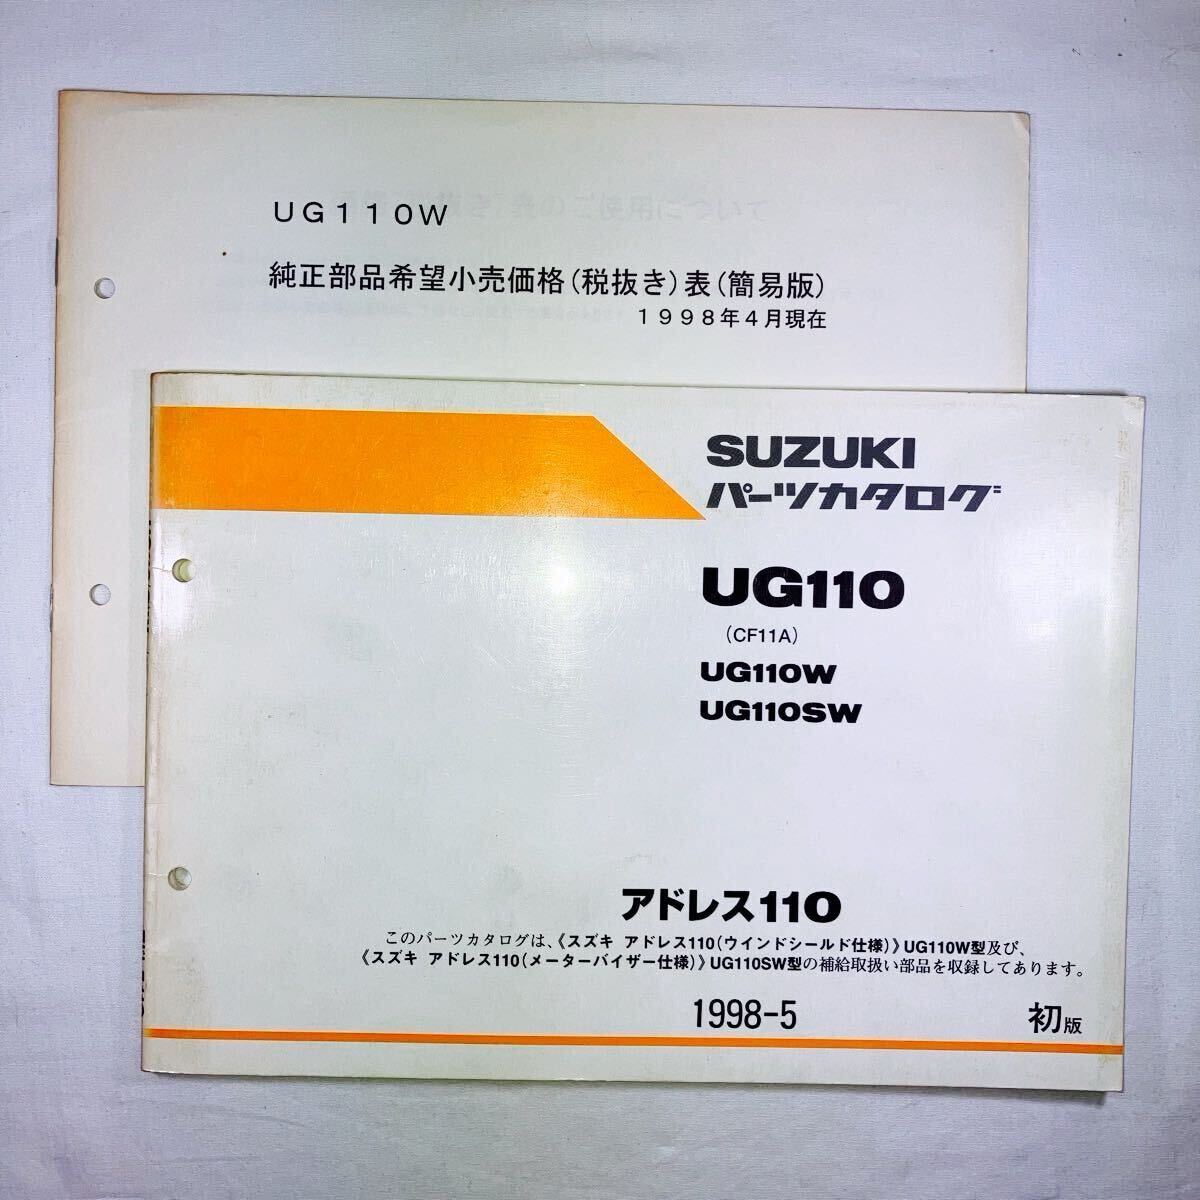 UG110W
純正部品希望小売価格(税抜き)表(簡易版)
1998年4月現在
SUZUKI
パーツカタログ
UG110
(CF11A)
UG110W
UG110SW
アドレス110
このパーツカタログは、《スズキ アドレス110(ウインドシールド仕様)》UG110W型及び、
《スズキ アドレス110(メーターバイザー仕様)》UG110SW型の補給取扱い部品を収録してあります。
1998-5
初版